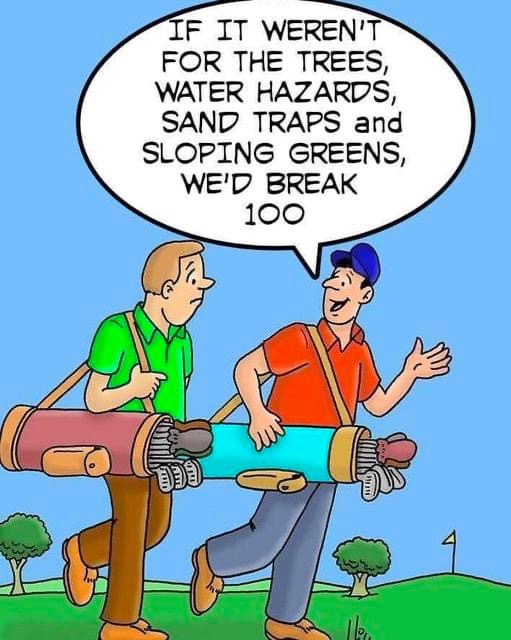 IF IT WEREN'T
FOR THE TREES,
WATER HAZARDS,
SAND TRAPS and
SLOPING GREENS,
WE'D BREAK
100